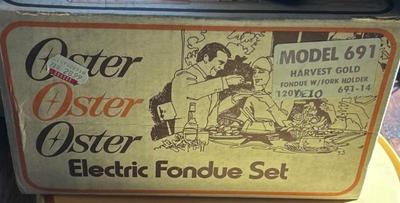 Oster
Oster
Oster
Electric Fondue Set
MODEL 691
HARVEST GOLD
FONDUE W/FORK HOLDER
691-14